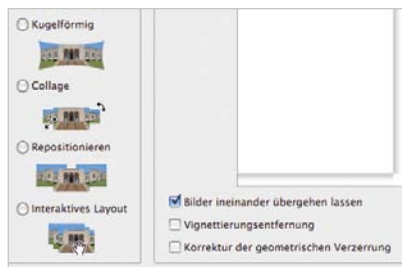 Kugelförmig
Collage
Repositionieren
Interaktives Layout
Bilder ineinander übergehen lassen
Vignettierungsentfernung
Korrektur der geometrischen Verzerrung